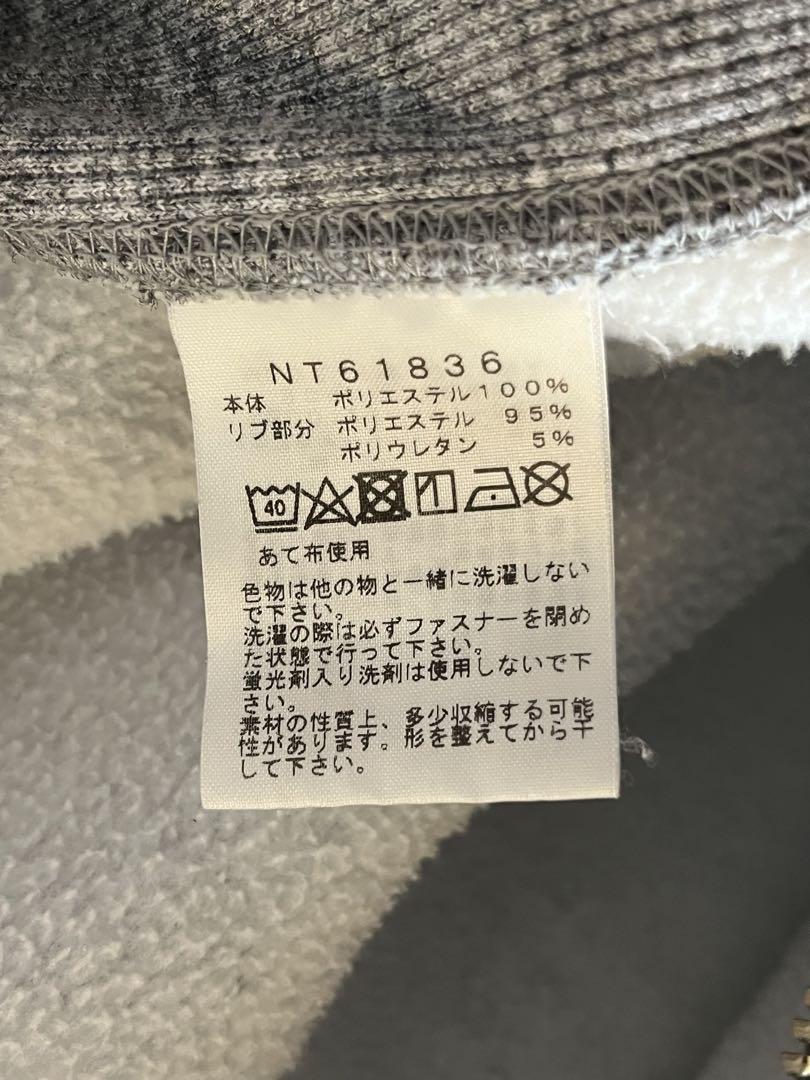 NT61836
本体 ポリエステル100%
リブ部分 ポリエステル 95%
ポリウレタン 5%
40
あて布使用
色物は他の物と一緒に洗濯しない
で下さい。
洗濯の際は必ずファスナーを閉め
た状態で行って下さい。
蛍光剤入り洗剤は使用しないで下
さい。
素材の性質上、多少収縮する可能
性があります。形を整えてから干
して下さい。